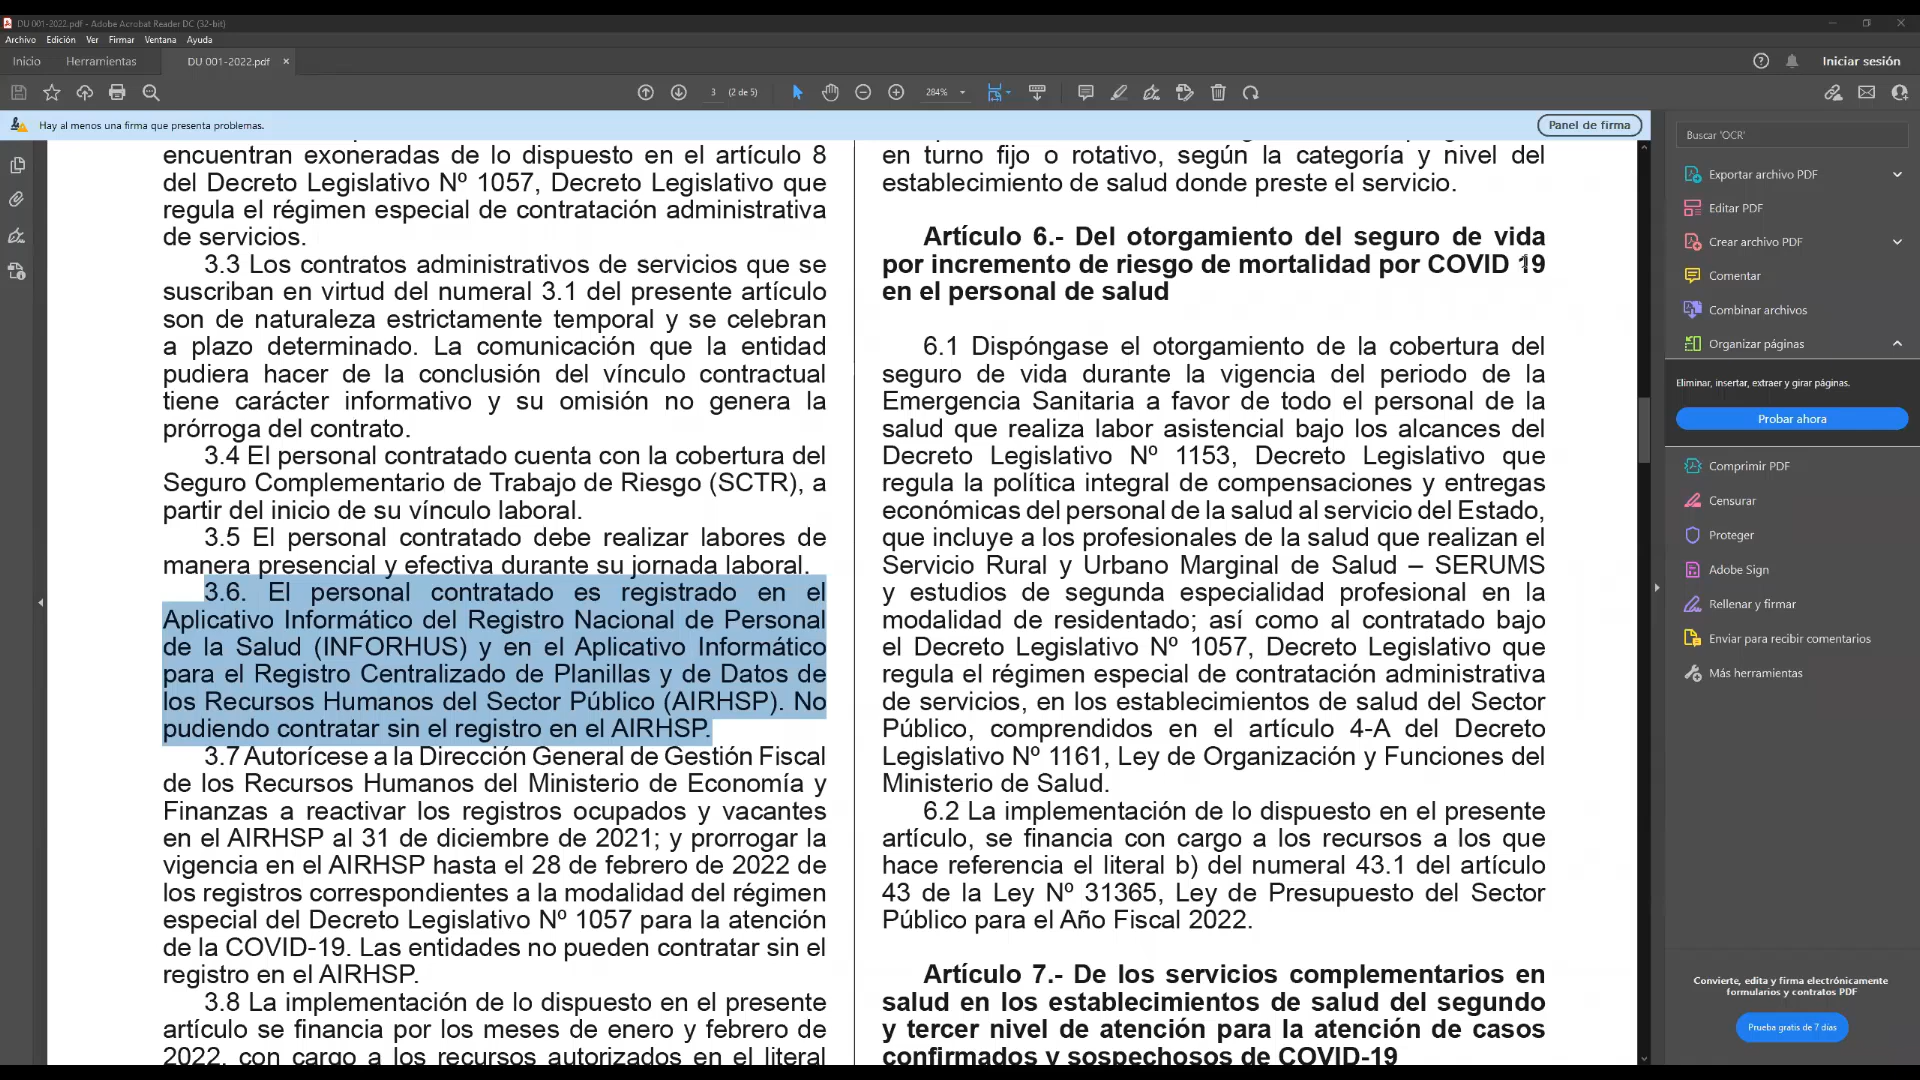 DU 001-2022.pdf - Adobe Acrobat Reader DC (32-bit)
Archivo Edición Ver Firmar Ventana Ayuda
Inicio Herramientas DU 001-2022.pdf × Iniciar sesión
3 (2 de 5) 284%
Hay al menos una firma que presenta problemas. Panel de firma
encuentran exoneradas de lo dispuesto en el artículo 8
del Decreto Legislativo Nº 1057, Decreto Legislativo que
regula el régimen especial de contratación administrativa
de servicios.
3.3 Los contratos administrativos de servicios que se
suscriban en virtud del numeral 3.1 del presente artículo
son de naturaleza estrictamente temporal y se celebran
a plazo determinado. La comunicación que la entidad
pudiera hacer de la conclusión del vínculo contractual
tiene carácter informativo y su omisión no genera la
prórroga del contrato.
3.4 El personal contratado cuenta con la cobertura del
Seguro Complementario de Trabajo de Riesgo (SCTR), a
partir del inicio de su vínculo laboral.
3.5 El personal contratado debe realizar labores de
manera presencial y efectiva durante su jornada laboral.
3.6. El personal contratado es registrado en el
Aplicativo Informático del Registro Nacional de Personal
de la Salud (INFORHUS) y en el Aplicativo Informático
para el Registro Centralizado de Planillas y de Datos de
los Recursos Humanos del Sector Público (AIRHSP). No
pudiendo contratar sin el registro en el AIRHSP.
3.7 Autorícese a la Dirección General de Gestión Fiscal
de los Recursos Humanos del Ministerio de Economía y
Finanzas a reactivar los registros ocupados y vacantes
en el AIRHSP al 31 de diciembre de 2021; y prorrogar la
vigencia en el AIRHSP hasta el 28 de febrero de 2022 de
los registros correspondientes a la modalidad del régimen
especial del Decreto Legislativo Nº 1057 para la atención
de la COVID-19. Las entidades no pueden contratar sin el
registro en el AIRHSP.
3.8 La implementación de lo dispuesto en el presente
artículo se financia por los meses de enero y febrero de
2022, con cargo a los recursos autorizados en el literal
en turno fijo o rotativo, según la categoría y nivel del
establecimiento de salud donde preste el servicio.
Artículo 6.- Del otorgamiento del seguro de vida
por incremento de riesgo de mortalidad por COVID 19
en el personal de salud
6.1 Dispóngase el otorgamiento de la cobertura del
seguro de vida durante la vigencia del periodo de la
Emergencia Sanitaria a favor de todo el personal de la
salud que realiza labor asistencial bajo los alcances del
Decreto Legislativo Nº 1153, Decreto Legislativo que
regula la política integral de compensaciones y entregas
económicas del personal de la salud al servicio del Estado,
que incluye a los profesionales de la salud que realizan el
Servicio Rural y Urbano Marginal de Salud – SERUMS
y estudios de segunda especialidad profesional en la
modalidad de residentado; así como al contratado bajo
el Decreto Legislativo Nº 1057, Decreto Legislativo que
regula el régimen especial de contratación administrativa
de servicios, en los establecimientos de salud del Sector
Público, comprendidos en el artículo 4-A del Decreto
Legislativo Nº 1161, Ley de Organización y Funciones del
Ministerio de Salud.
6.2 La implementación de lo dispuesto en el presente
artículo, se financia con cargo a los recursos a los que
hace referencia el literal b) del numeral 43.1 del artículo
43 de la Ley Nº 31365, Ley de Presupuesto del Sector
Público para el Año Fiscal 2022.
Artículo 7.- De los servicios complementarios en
salud en los establecimientos de salud del segundo
y tercer nivel de atención para la atención de casos
confirmados y sospechosos de COVID-19
Buscar 'OCR'
Exportar archivo PDF
Editar PDF
Crear archivo PDF
Comentar
Combinar archivos
Organizar páginas
Eliminar, insertar, extraer y girar páginas.
Probar ahora
Comprimir PDF
Censurar
Proteger
Adobe Sign
Rellenar y firmar
Enviar para recibir comentarios
Más herramientas
Convierte, edita y firma electrónicamente
formularios y contratos PDF
Prueba gratis de 7 días